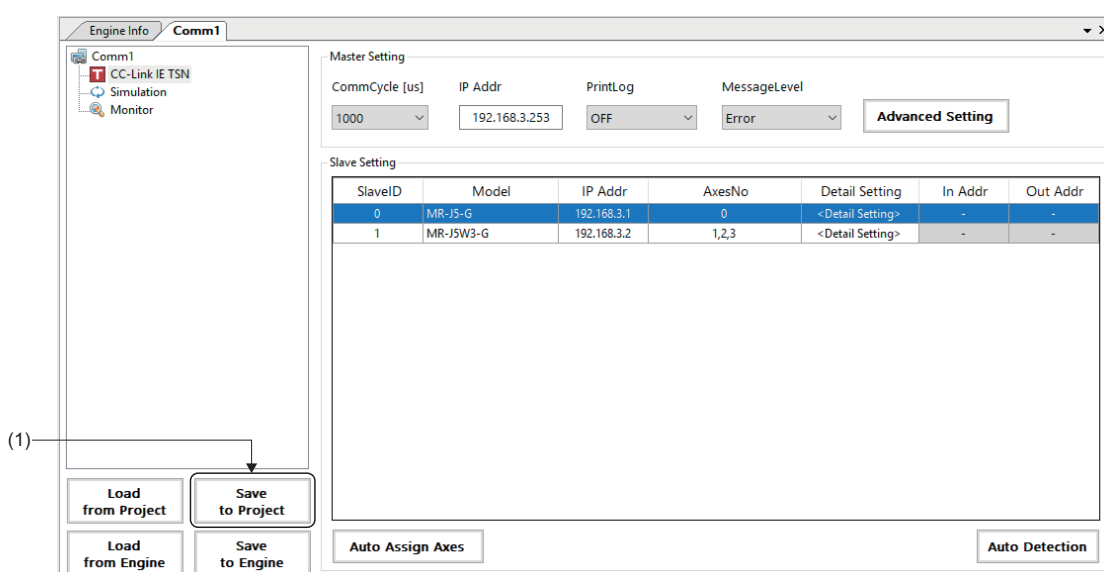 Engine Info
Comm1
Comm1
CC-Link IE TSN
Simulation
Monitor
Master Setting
CommCycle [us] IP Addr PrintLog MessageLevel
1000 192.168.3.253 OFF Error Advanced Setting
Slave Setting
SlaveID Model IP Addr AxesNo Detail Setting In Addr Out Addr
0 MR-J5-G 192.168.3.1 0 <Detail Setting> - -
1 MR-J5W3-G 192.168.3.2 1,2,3 <Detail Setting> - -
(1)
Load
from Project
Save
to Project
Load
from Engine
Save
to Engine
Auto Assign Axes
Auto Detection